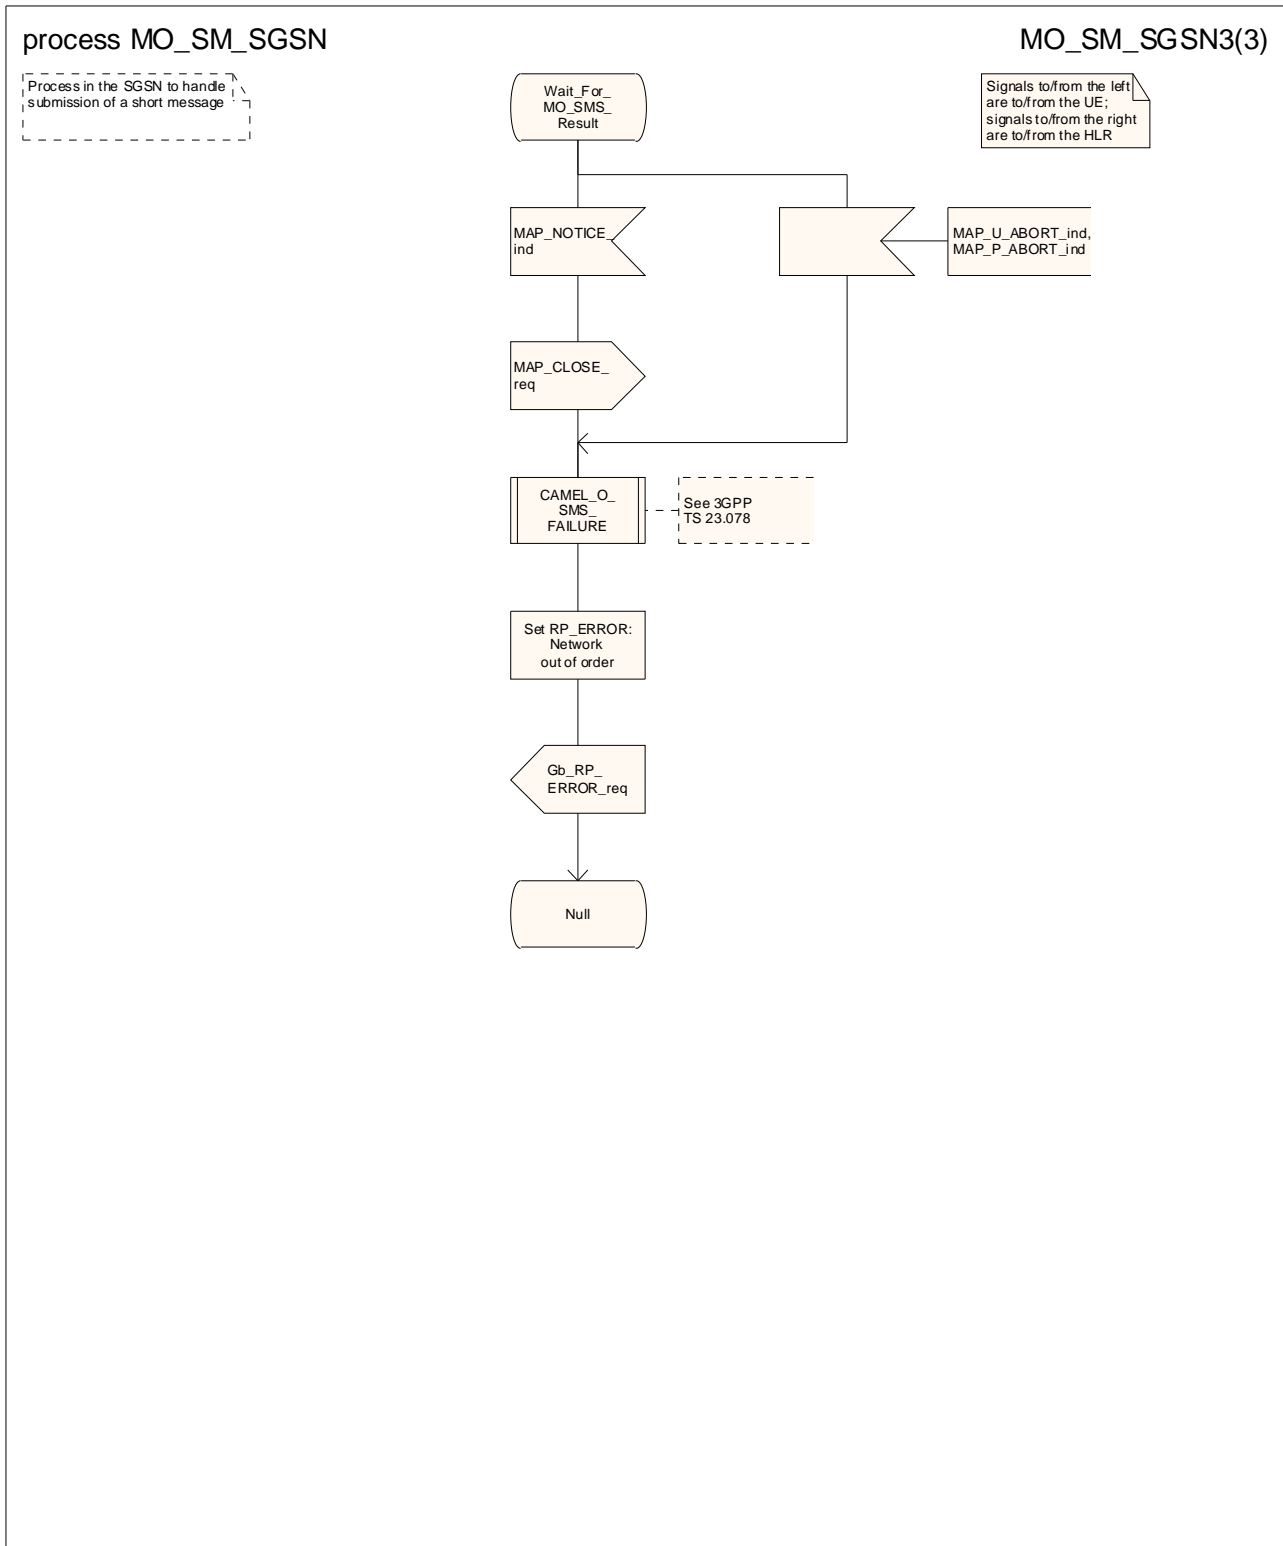 process MO_SM_SGSN
MO_SM_SGSN3(3)
Process in the SGSN to handle
submission of a short message
Wait_For_
MO_SMS_
Result
Signals to/from the left
are to/from the UE;
signals to/from the right
are to/from the HLR
MAP_NOTICE_
ind
MAP_U_ABORT_ind,
MAP_P_ABORT_ind
MAP_CLOSE_
req
CAMEL_O_
SMS_
FAILURE
See 3GPP
TS 23.078
Set RP_ERROR:
Network
out of order
Gb_RP_
ERROR_req
Null